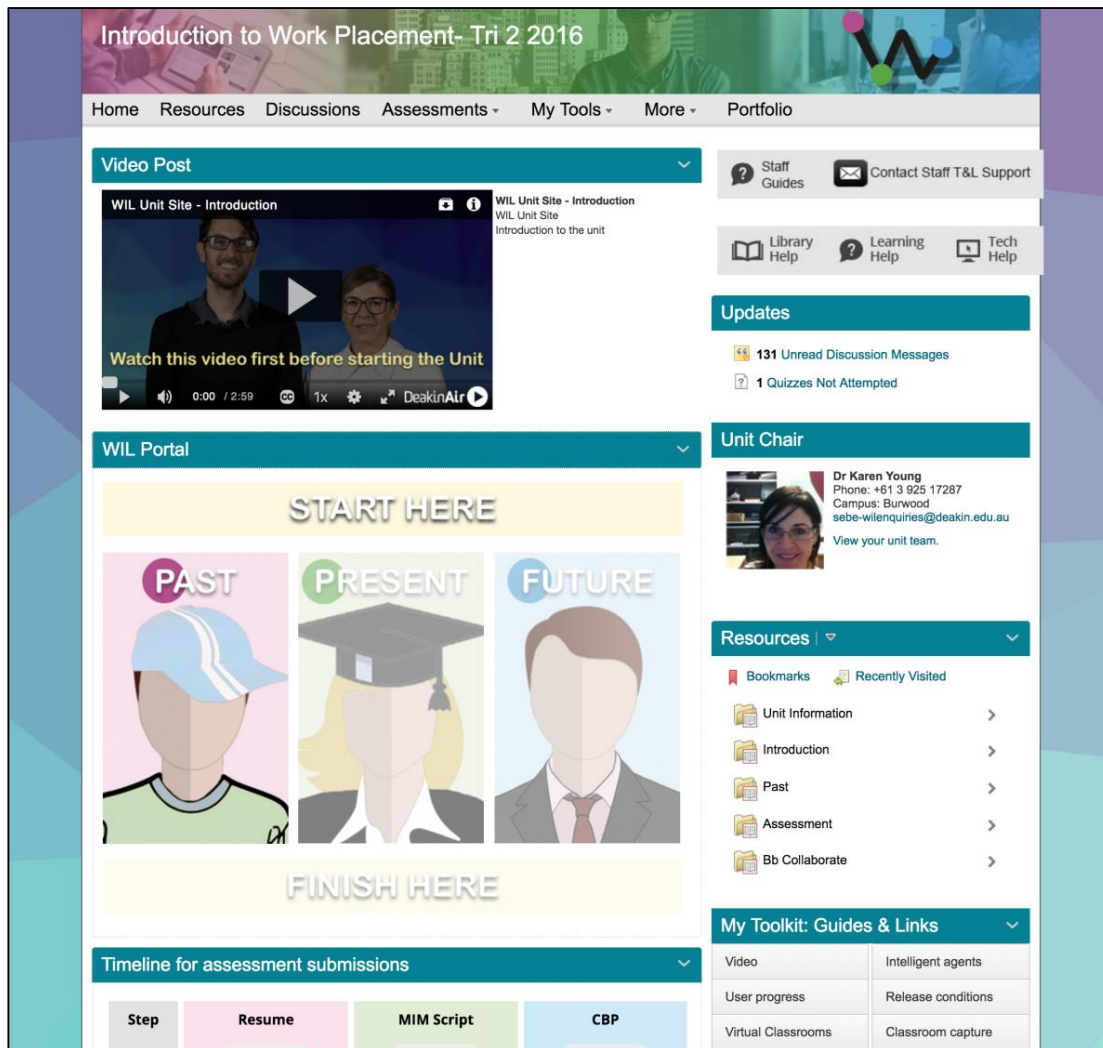 Introduction to Work Placement- Tri 2 2016
Home Resources Discussions Assessments My Tools More Portfolio
Video Post
WIL Unit Site - Introduction
WIL Unit Site - Introduction
WIL Unit Site
Introduction to the unit
Watch this video first before starting the Unit
0:00 / 2:59 CC 1x DeakinAir
WIL Portal
START HERE
PAST PRESENT FUTURE
FINISH HERE
Timeline for assessment submissions
Step Resume MIM Script CBP
Staff Guides
Contact Staff T&L Support
Library Help
Learning Help
Tech Help
Updates
131 Unread Discussion Messages
1 Quizzes Not Attempted
Unit Chair
Dr Karen Young
Phone: +61 3 925 17287
Campus: Burwood
sebe-wilenquiries@deakin.edu.au
View your unit team.
Resources
Bookmarks Recently Visited
Unit Information
Introduction
Past
Assessment
Bb Collaborate
My Toolkit: Guides & Links
Video Intelligent agents
User progress Release conditions
Virtual Classrooms Classroom capture